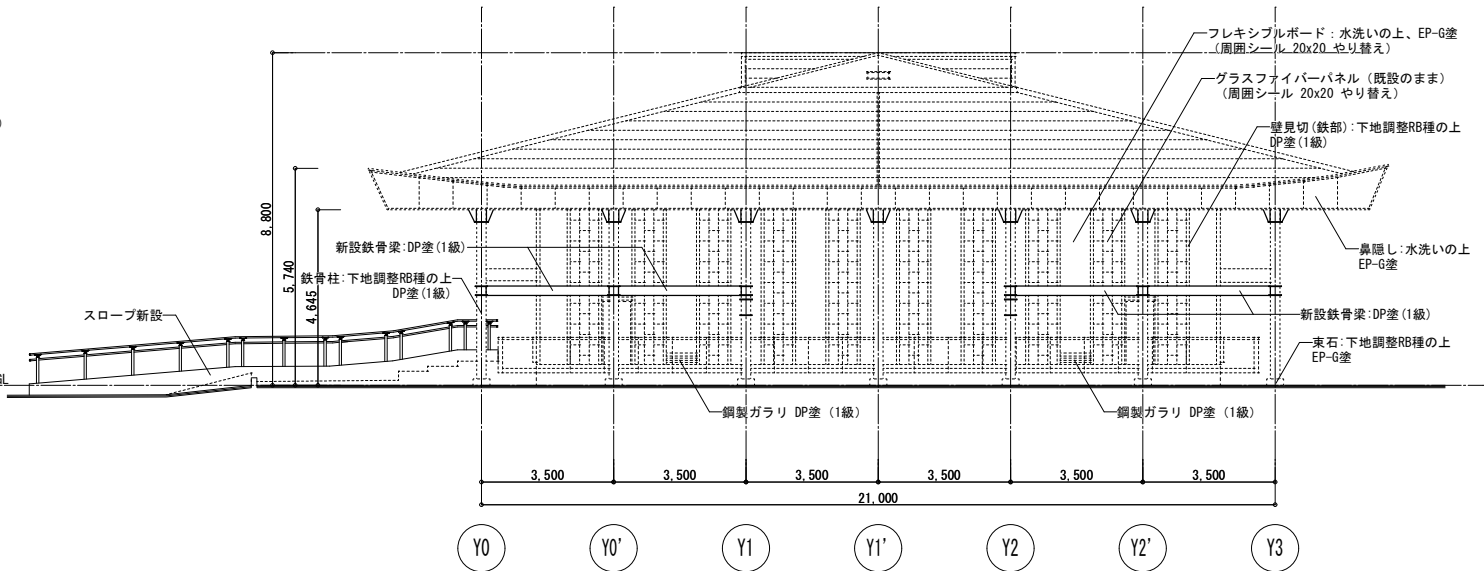 フレキシブルボード：水洗いの上、EP-G塗
（周囲シール 20x20 やり替え）
グラスファイバーパネル（既設のまま）
（周囲シール 20x20 やり替え）
壁見切(鉄部)：下地調整RB種の上
DP塗(1級)
8,800
5,740
4,645
新設鉄骨梁:DP塗(1級)
鉄骨柱:下地調整RB種の上
DP塗(1級)
スロープ新設
鼻隠し:水洗いの上
EP-G塗
新設鉄骨梁:DP塗(1級)
束石:下地調整RB種の上
EP-G塗
GL
鋼製ガラリ DP塗（1級）
鋼製ガラリ DP塗（1級）
3,500
3,500
3,500
3,500
3,500
3,500
21,000
Y0
Y0'
Y1
Y1'
Y2
Y2'
Y3